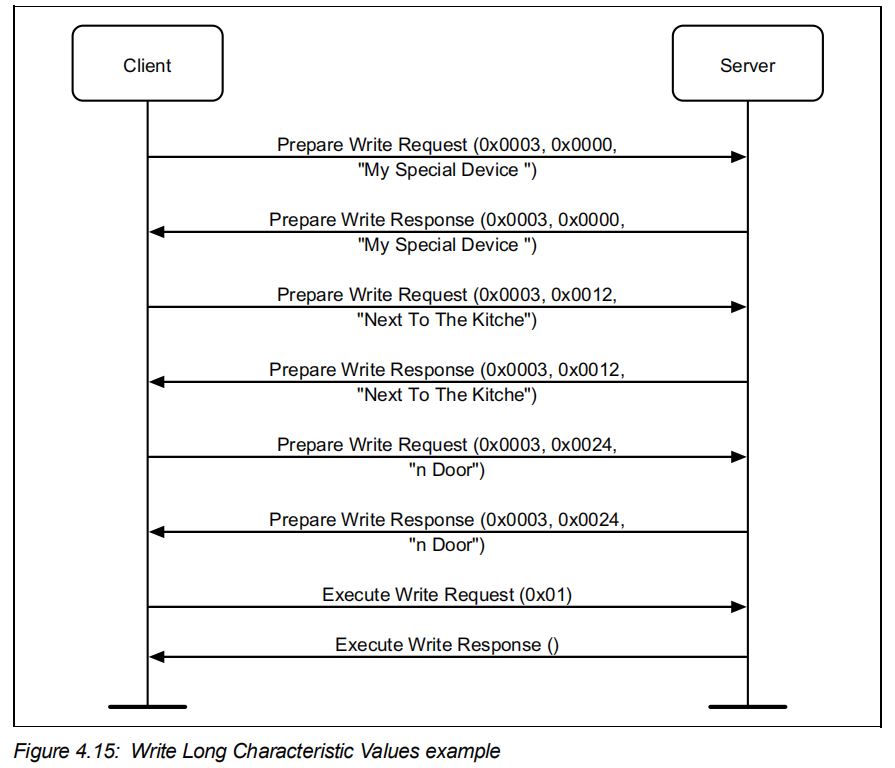 Client
Server
Prepare Write Request (0x0003, 0x0000,
"My Special Device ")
Prepare Write Response (0x0003, 0x0000,
"My Special Device ")
Prepare Write Request (0x0003, 0x0012,
"Next To The Kitche")
Prepare Write Response (0x0003, 0x0012,
"Next To The Kitche")
Prepare Write Request (0x0003, 0x0024,
"n Door")
Prepare Write Response (0x0003, 0x0024,
"n Door")
Execute Write Request (0x01)
Execute Write Response ()
Figure 4.15: Write Long Characteristic Values example